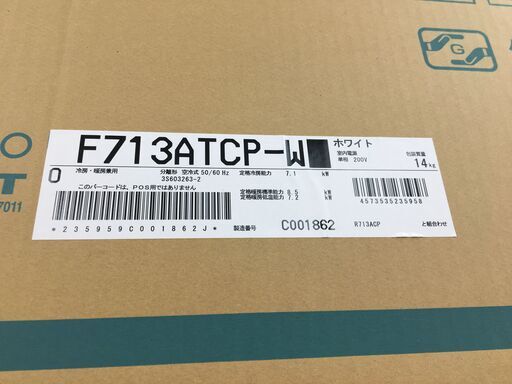 F713ATCP-W
ホワイト
室内電源
単相 200V
包装質量
14kg
O
冷房・暖房兼用
分離形 空冷式 50/60 Hz
3S603263-2
定格冷房能力 7.1 kW
定格暖房標準能力 8.5 kW
定格暖房低温能力 7.2 kW
このバーコードは、POS用ではありません
4573535235958
*235959C001862J*
製造番号 C001862
R713ACP と組合わせ
O
T
7011
G